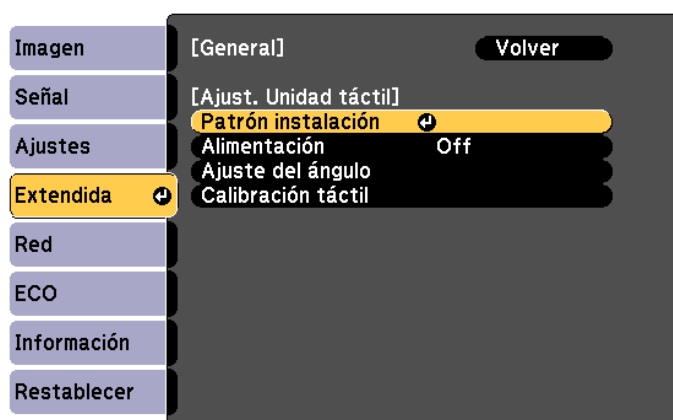 Imagen
Señal
Ajustes
Extendida
Red
ECO
Información
Restablecer
[General] Volver
[Ajust. Unidad táctil]
Patrón instalación
Alimentación Off
Ajuste del ángulo
Calibración táctil